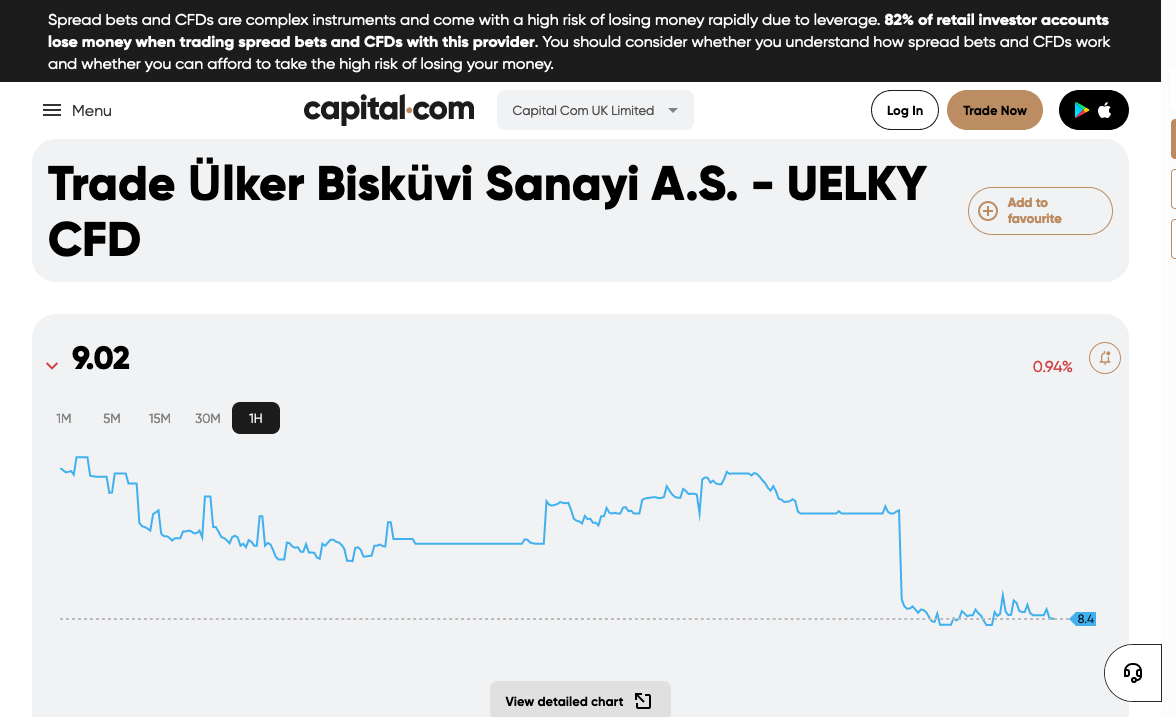 Spread bets and CFDs are complex instruments and come with a high risk of losing money rapidly due to leverage. 82% of retail investor accounts
lose money when trading spread bets and CFDs with this provider. You should consider whether you understand how spread bets and CFDs work
and whether you can afford to take the high risk of losing your money.
Menu
capital.com
Capital Com UK Limited
Log In
Trade Now
Trade Ülker Bisküvi Sanayi A.S. - UELKY
CFD
Add to
favourite
9.02
0.94%
1M 5M 15M 30M 1H
8.4
View detailed chart